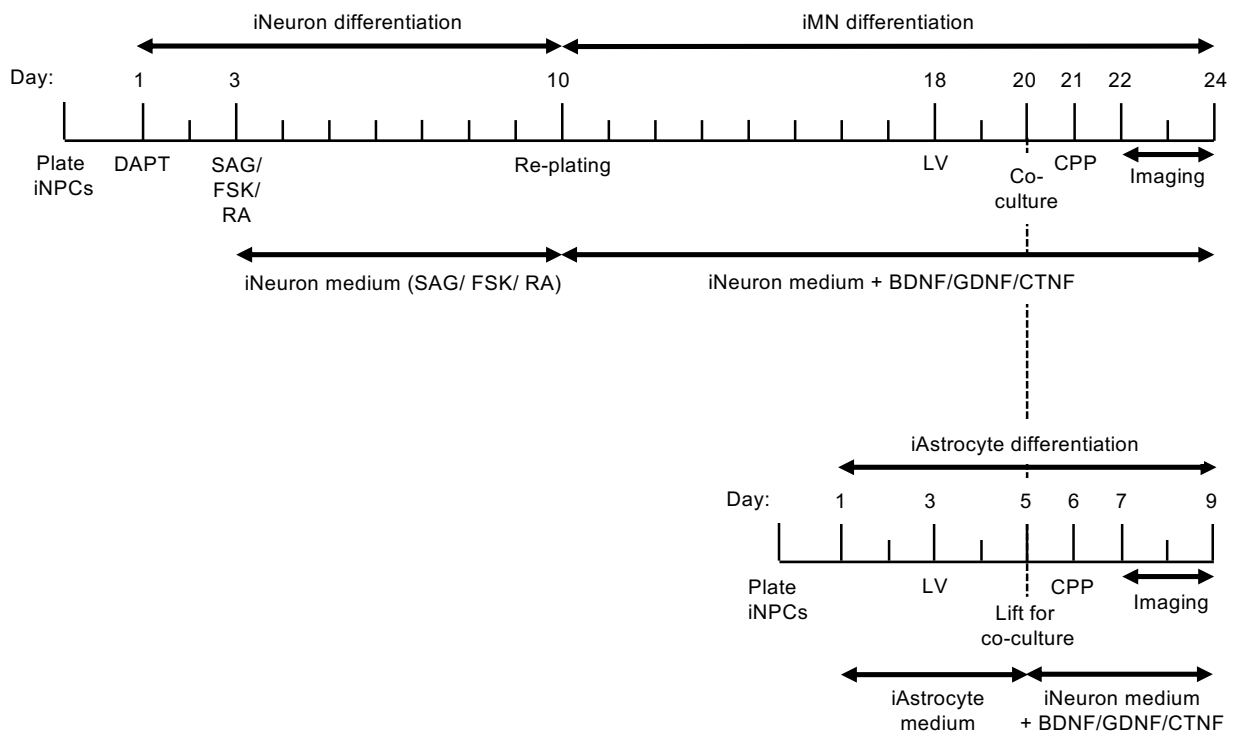 iNeuron differentiation iMN differentiation
Day: 1 3 10 18 20 21 22 24
Plate iNPCs DAPT SAG/ FSK/ RA Re-plating LV Co-culture CPP Imaging
iNeuron medium (SAG/ FSK/ RA) iNeuron medium + BDNF/GDNF/CTNF
iAstrocyte differentiation
Day: 1 3 5 6 7 9
Plate iNPCs LV Lift for co-culture CPP Imaging
iAstrocyte medium iNeuron medium + BDNF/GDNF/CTNF